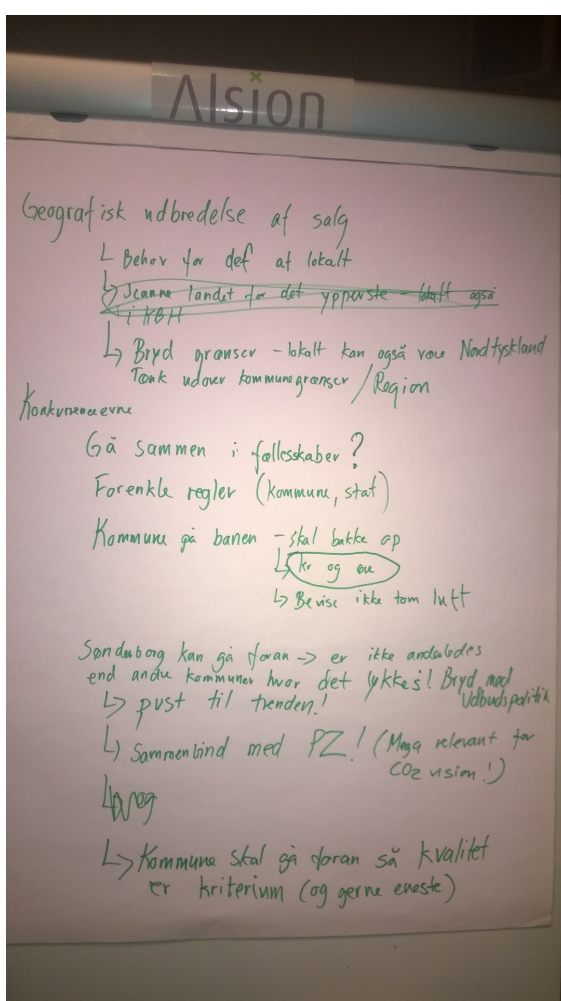 Alsion
Geografisk udbredelse af salg
↳ Behov for def af lokalt
↳ Scanne landet for det ypperste - lokalt også
i KBH
↳ Bryd grænser - lokalt kan også være Nordtyskland
Tænk udover kommunegrænser / Region
Konkurrenceevne
Gå sammen i fællesskaber?
Forenkle regler (kommune, stat)
Kommune på banen - skal bakke op
↳ kr og øre
↳ Bevise ikke tom luft
Sønderborg kan gå foran -> er ikke anderledes
end andre kommuner hvor det lykkes! Bryd med
Udbudspolitik
↳ pust til trenden!
↳ Sammenbind med PZ! (Mega relevant for
CO2 vision!)
↳ Kommune skal gå foran så kvalitet
er kriterium (og gerne eneste)